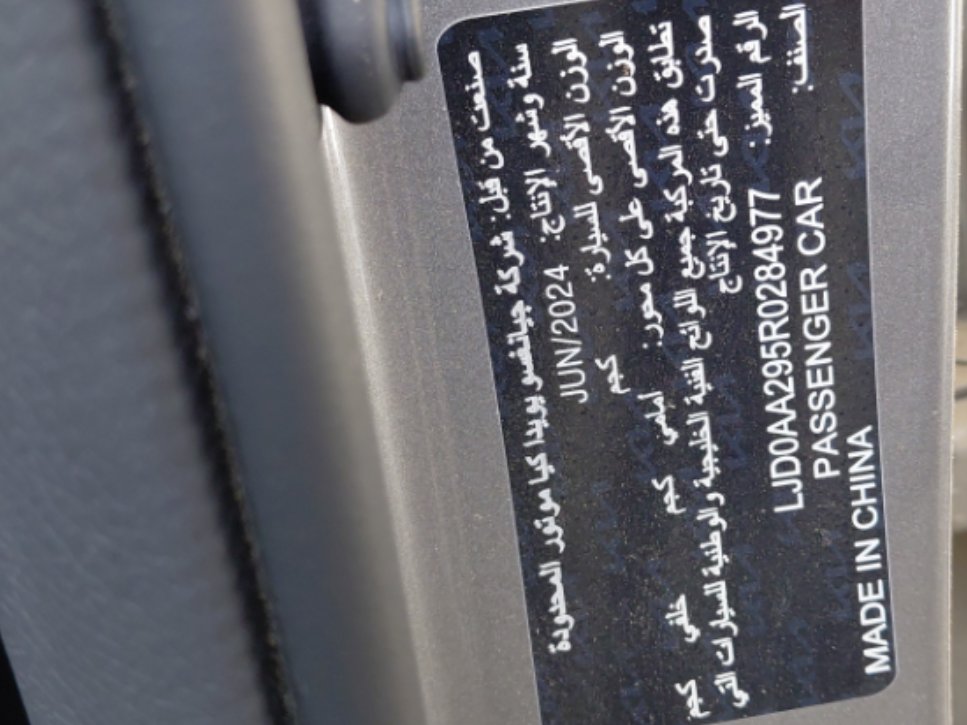 صنعت من قبل: شركة جيانغسو يويدا كيا موتور المحدودة
سنة وشهر الإنتاج: JUN/2024
الوزن الأقصى للسيارة: كجم
الوزن الأقصى على كل محور: أمامي كجم خلفي كجم
تطابق هذه المركبة جميع اللوائح الفنية الخليجية والوطنية للسيارات التي
صدرت حتى تاريخ الإنتاج
الرقم المميز: LJD0AA295R0284977
الصنف: PASSENGER CAR
MADE IN CHINA